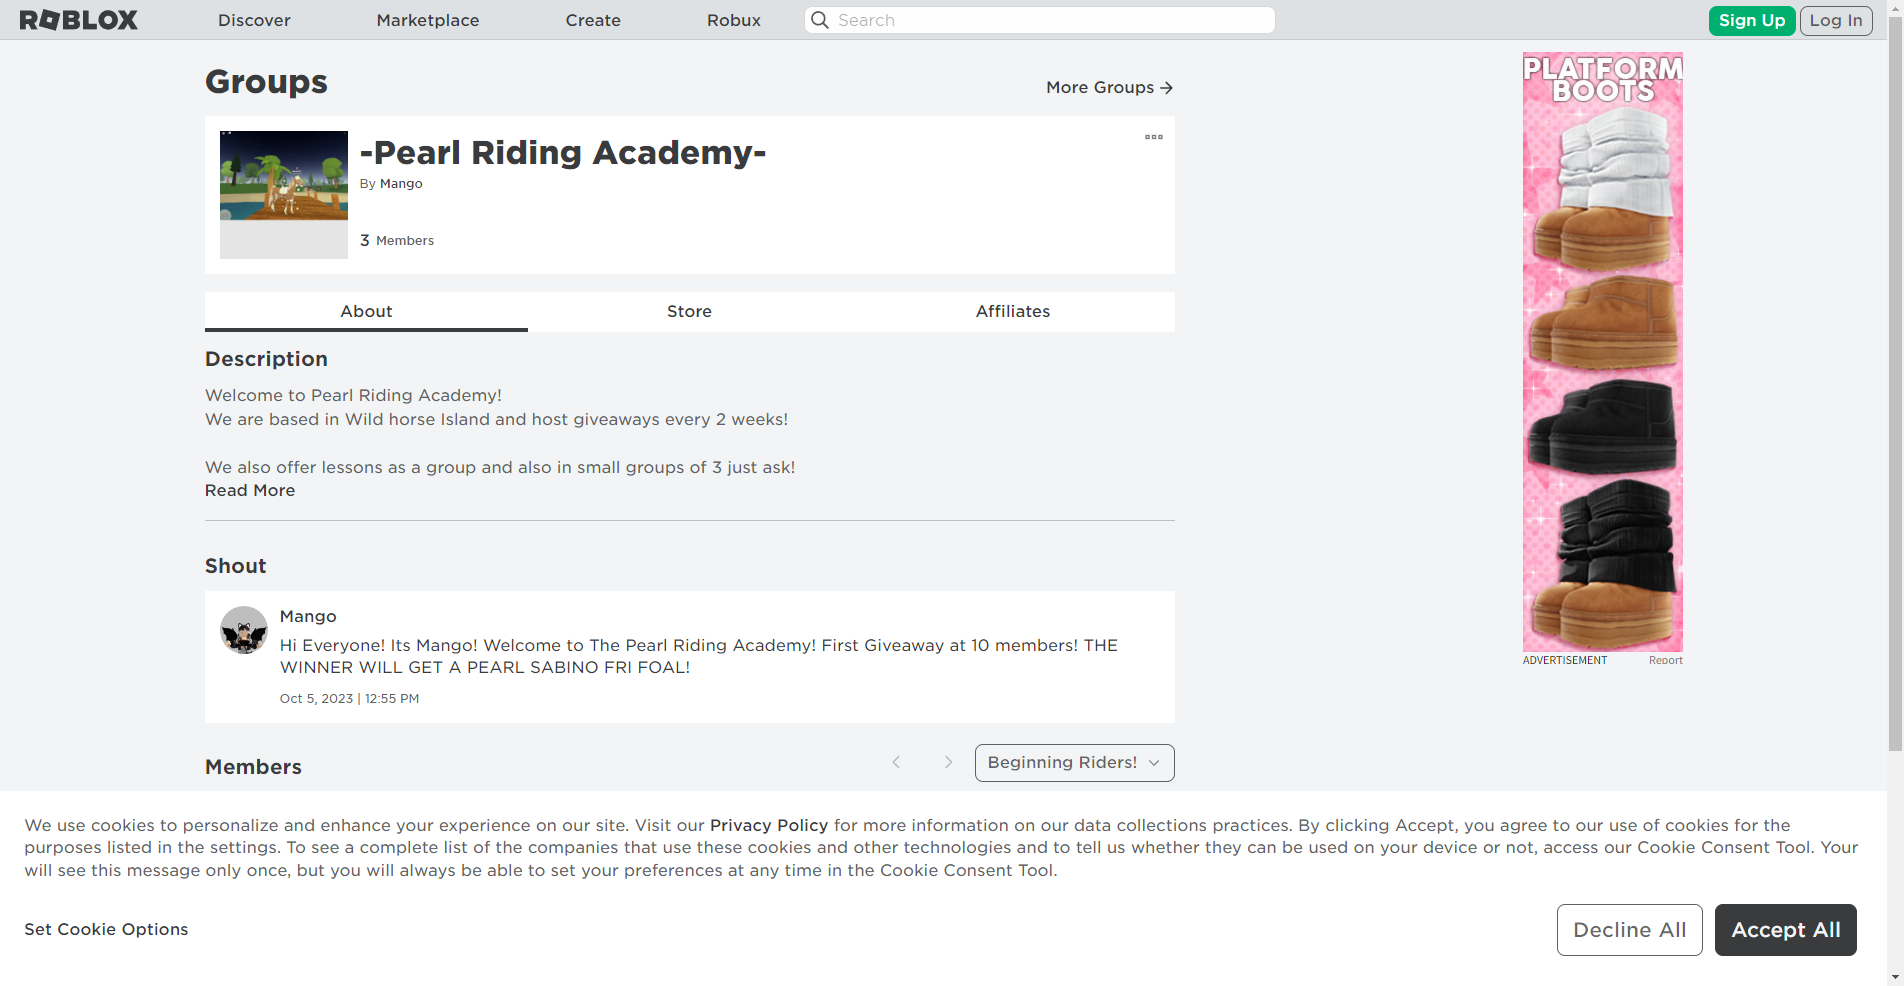 ROBLOX
Discover
Marketplace
Create
Robux
Search
Sign Up
Log In
Groups
More Groups
-Pearl Riding Academy-
By Mango
3 Members
About
Store
Affiliates
Description
Welcome to Pearl Riding Academy!
We are based in Wild horse Island and host giveaways every 2 weeks!
We also offer lessons as a group and also in small groups of 3 just ask!
Read More
Shout
Mango
Hi Everyone! Its Mango! Welcome to The Pearl Riding Academy! First Giveaway at 10 members! THE
WINNER WILL GET A PEARL SABINO FRI FOAL!
Oct 5, 2023 | 12:55 PM
Members
Beginning Riders!
PLATFORM
BOOTS
ADVERTISEMENT
Report
We use cookies to personalize and enhance your experience on our site. Visit our Privacy Policy for more information on our data collections practices. By clicking Accept, you agree to our use of cookies for the
purposes listed in the settings. To see a complete list of the companies that use these cookies and other technologies and to tell us whether they can be used on your device or not, access our Cookie Consent Tool. Your
will see this message only once, but you will always be able to set your preferences at any time in the Cookie Consent Tool.
Set Cookie Options
Decline All
Accept All